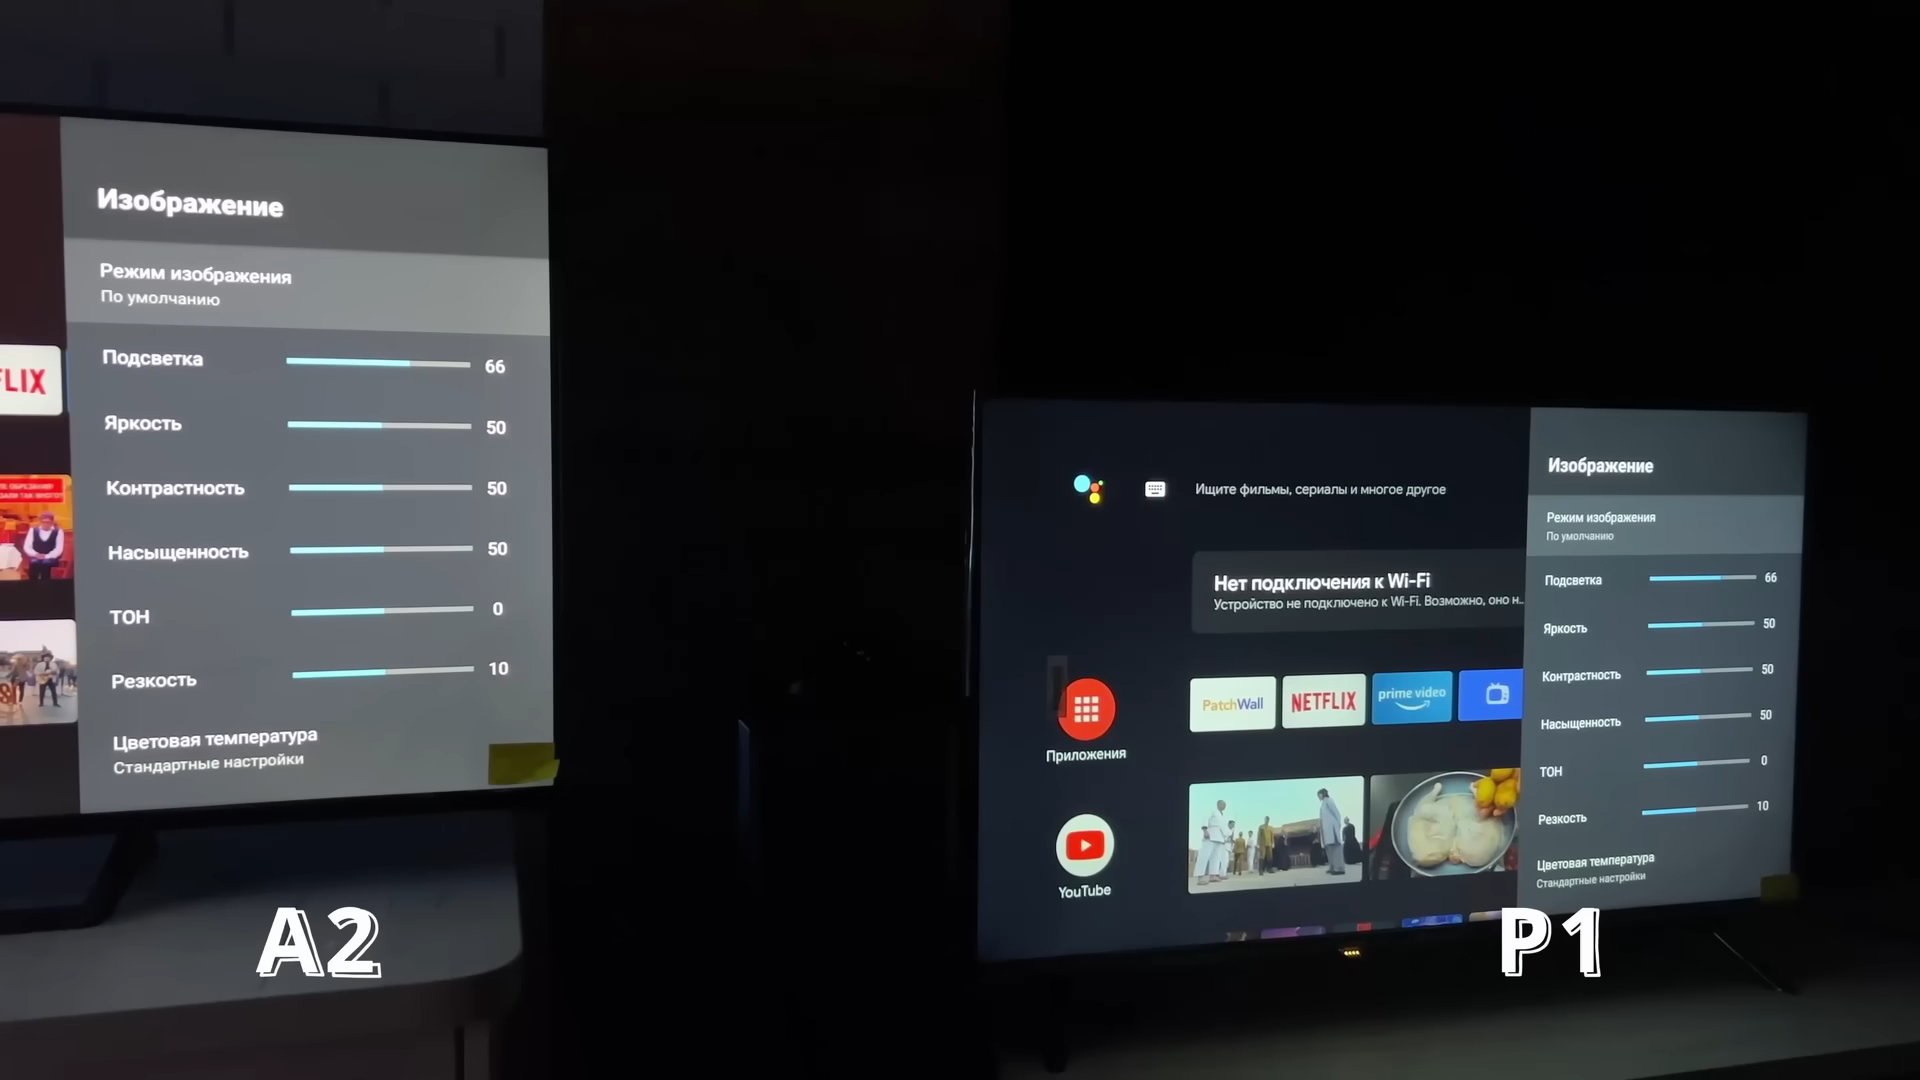 Изображение
Режим изображения
По умолчанию
Подсветка 66
Яркость 50
Контрастность 50
Насыщенность 50
ТОН 0
Резкость 10
Цветовая температура
Стандартные настройки
FLIX
A2
Ищите фильмы, сериалы и многое другое
Нет подключения к Wi-Fi
Устройство не подключено к Wi-Fi. Возможно, оно н...
PatchWall
NETFLIX
prime video
Приложения
YouTube
Изображение
Режим изображения
По умолчанию
Подсветка 66
Яркость 50
Контрастность 50
Насыщенность 50
ТОН 0
Резкость 10
Цветовая температура
Стандартные настройки
P1